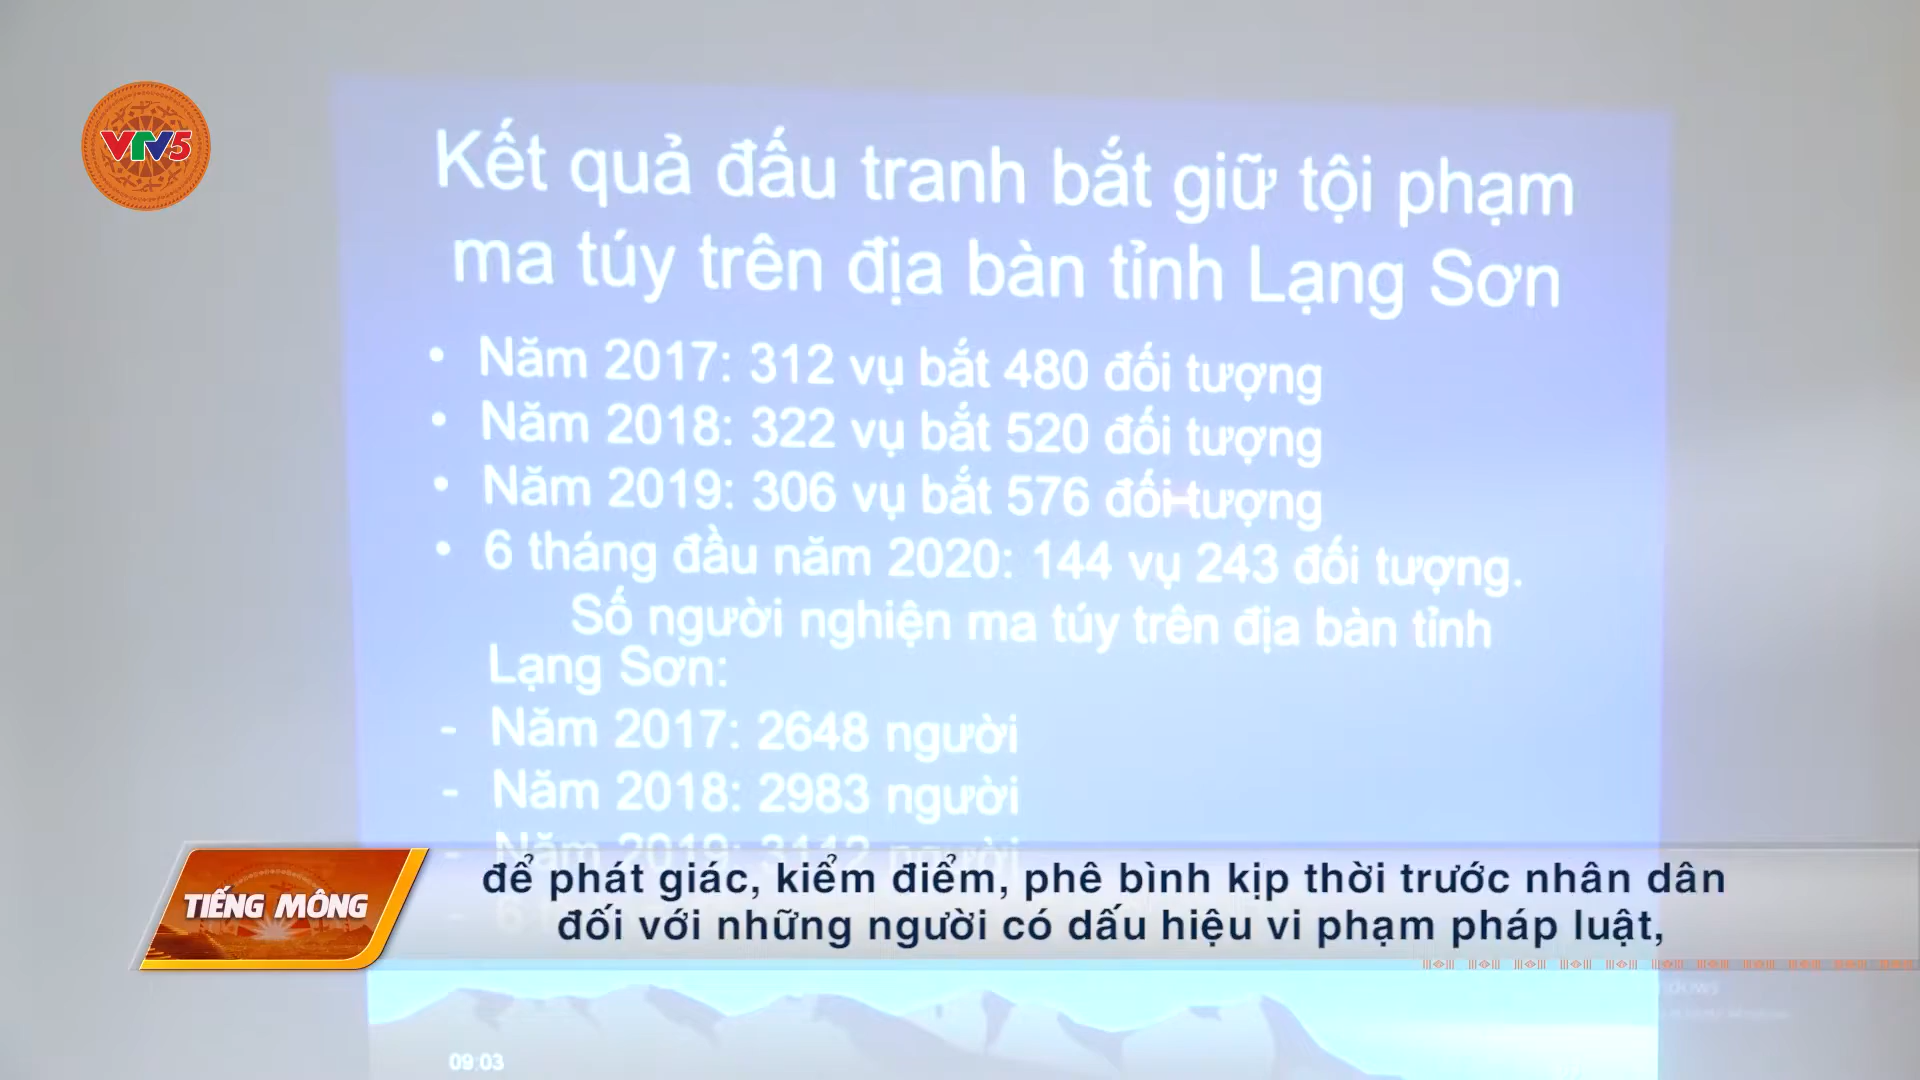 VTV5
Kết quả đấu tranh bắt giữ tội phạm
ma túy trên địa bàn tỉnh Lạng Sơn
• Năm 2017: 312 vụ bắt 480 đối tượng
• Năm 2018: 322 vụ bắt 520 đối tượng
• Năm 2019: 306 vụ bắt 576 đối tượng
• 6 tháng đầu năm 2020: 144 vụ 243 đối tượng.
Số người nghiện ma túy trên địa bàn tỉnh
Lạng Sơn:
- Năm 2017: 2648 người
- Năm 2018: 2983 người
- Năm 2019: 3112 người
TIẾNG MÔNG
để phát giác, kiểm điểm, phê bình kịp thời trước nhân dân
đối với những người có dấu hiệu vi phạm pháp luật,
09:03